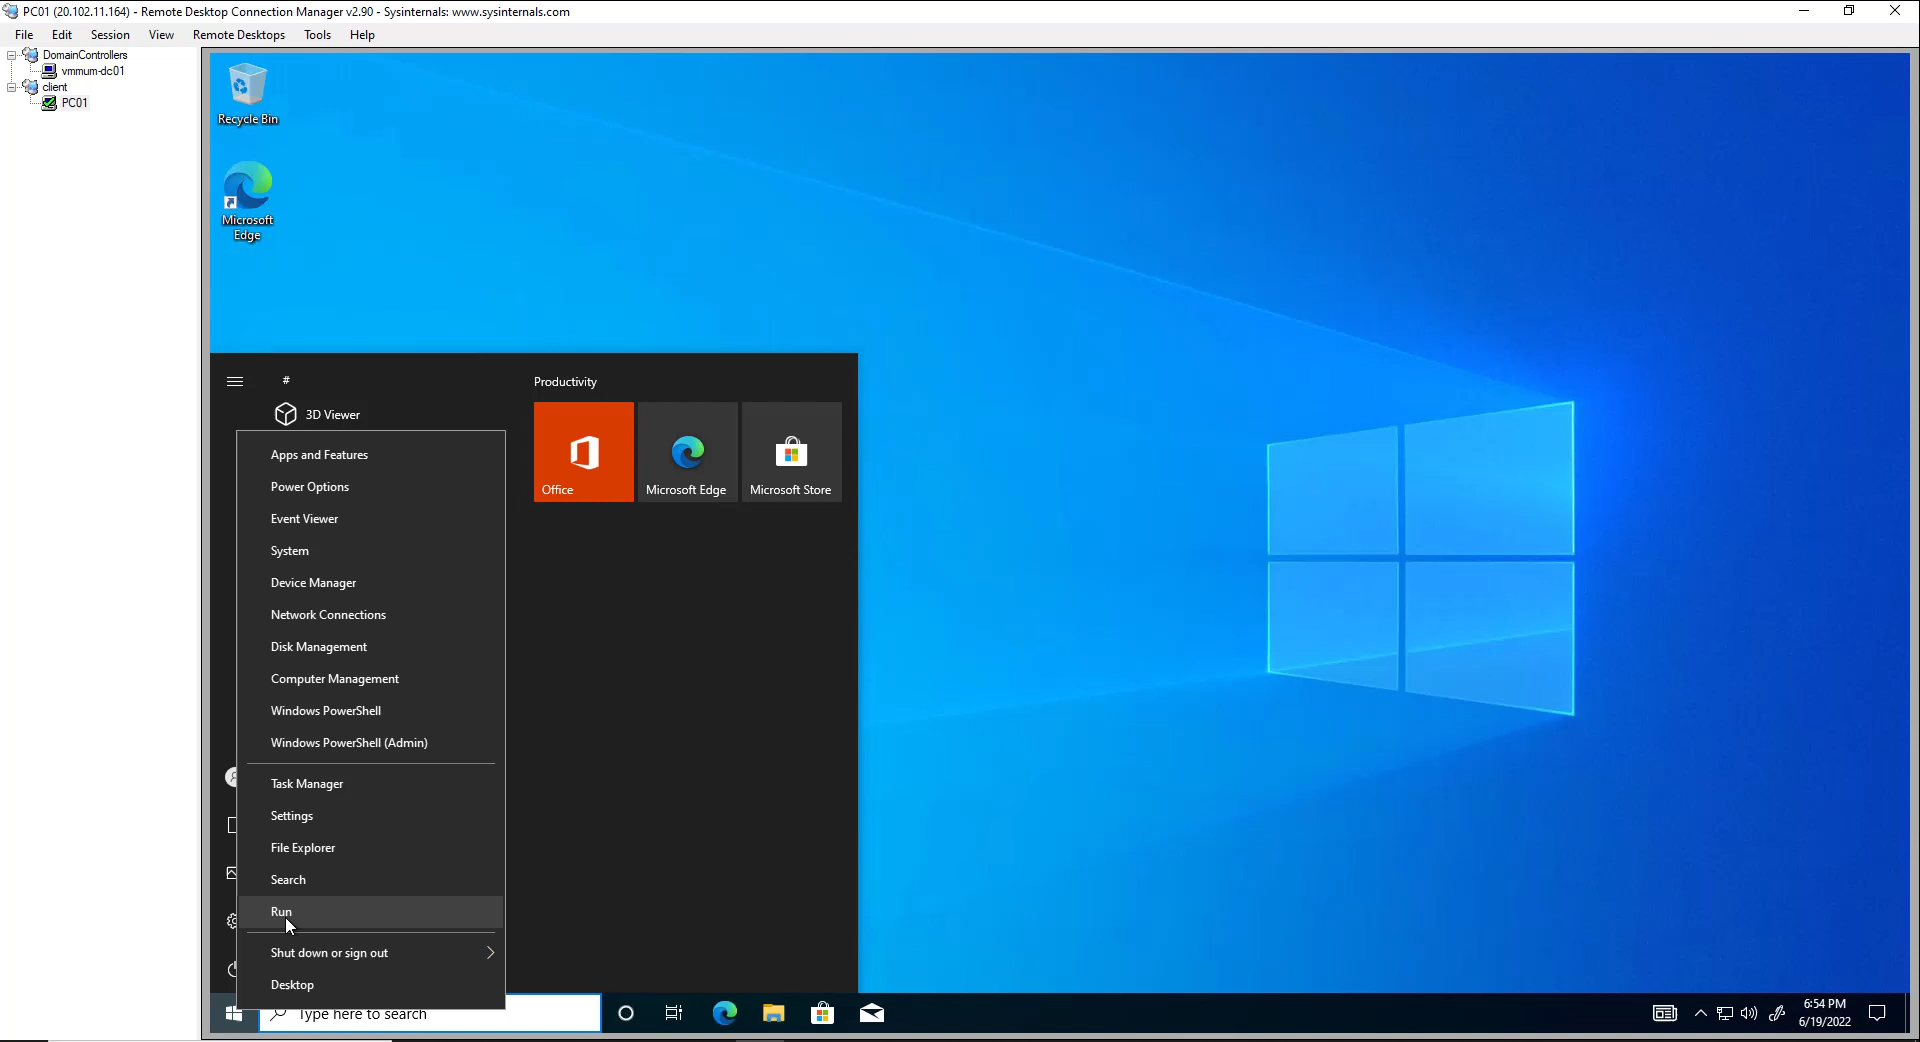 PC01 (20.102.11.164) - Remote Desktop Connection Manager v2.90 - Sysinternals: www.sysinternals.com
File Edit Session View Remote Desktops Tools Help
DomainControllers
vmmum-dc01
client
PC01
Recycle Bin
Microsoft
Edge
#
3D Viewer
Productivity
Office
Microsoft Edge
Microsoft Store
Apps and Features
Power Options
Event Viewer
System
Device Manager
Network Connections
Disk Management
Computer Management
Windows PowerShell
Windows PowerShell (Admin)
Task Manager
Settings
File Explorer
Search
Run
Shut down or sign out
Desktop
Type here to search
6:54 PM
6/19/2022